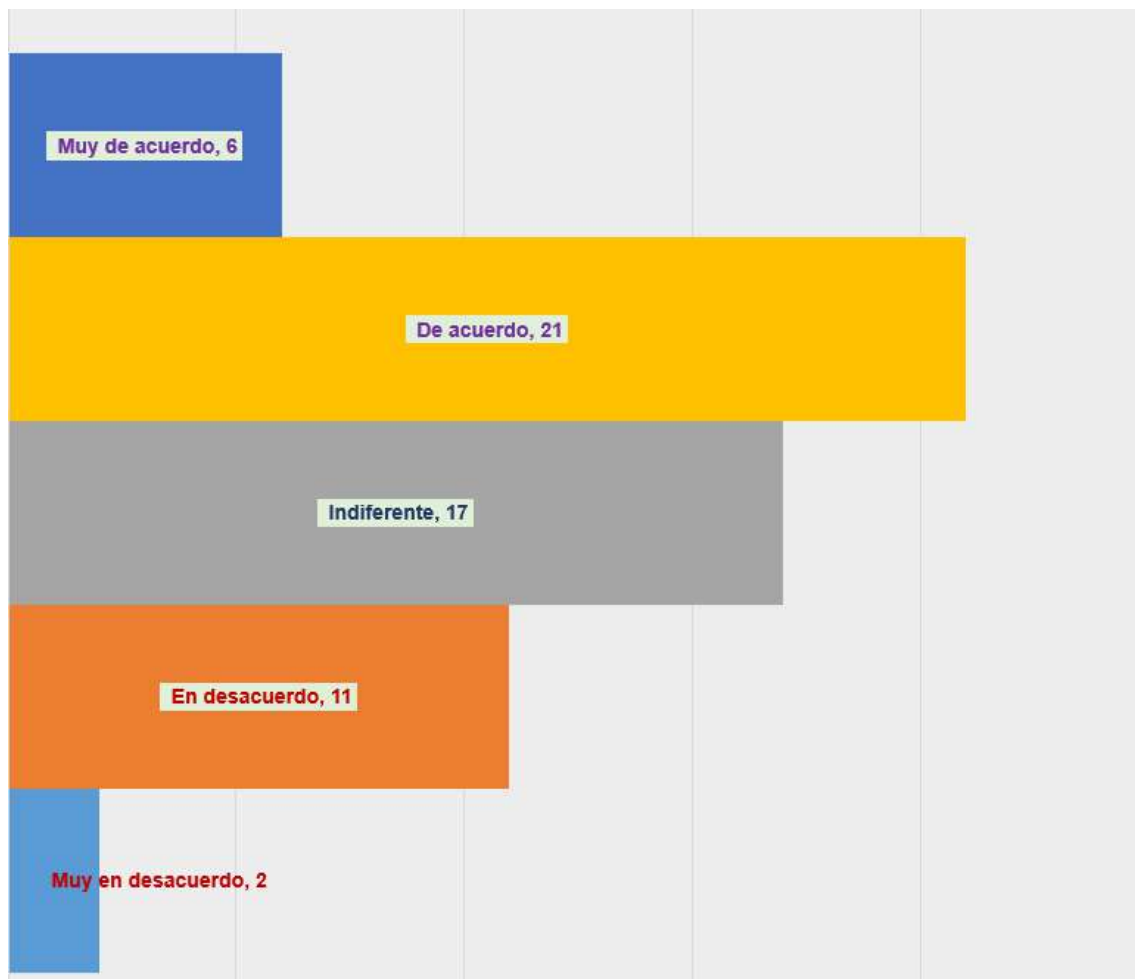 Muy de acuerdo, 6
De acuerdo, 21
Indiferente, 17
En desacuerdo, 11
Muy en desacuerdo, 2